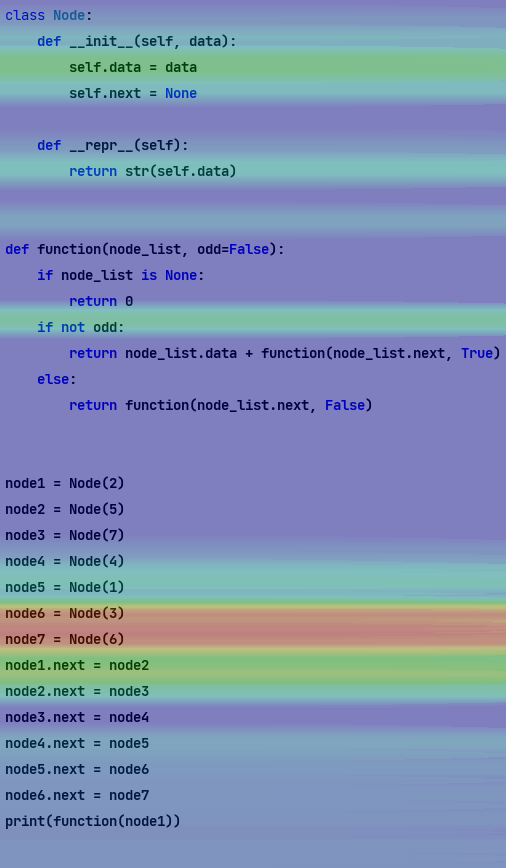 class Node:
    def __init__(self, data):
        self.data = data
        self.next = None

    def __repr__(self):
        return str(self.data)


def function(node_list, odd=False):
    if node_list is None:
        return 0
    if not odd:
        return node_list.data + function(node_list.next, True)
    else:
        return function(node_list.next, False)


node1 = Node(2)
node2 = Node(5)
node3 = Node(7)
node4 = Node(4)
node5 = Node(1)
node6 = Node(3)
node7 = Node(6)
node1.next = node2
node2.next = node3
node3.next = node4
node4.next = node5
node5.next = node6
node6.next = node7
print(function(node1))